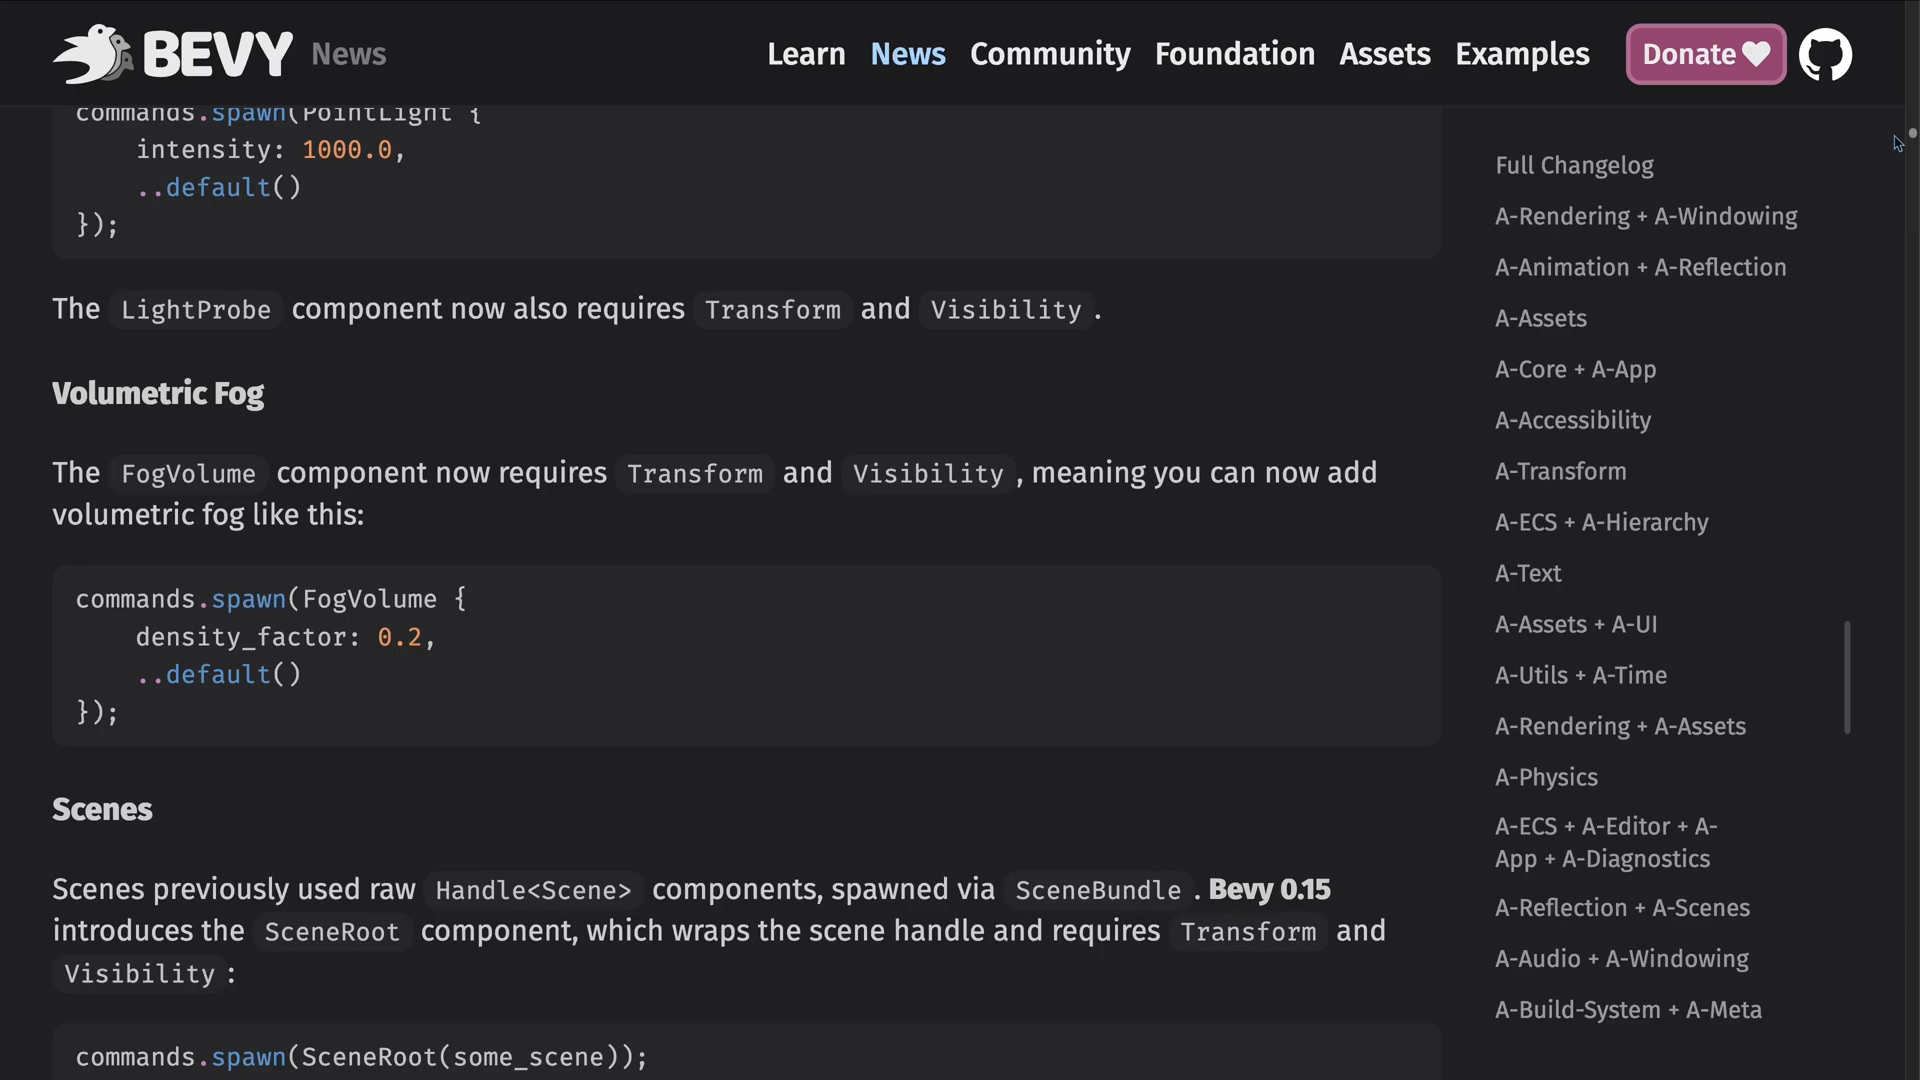 BEVY News
Learn News Community Foundation Assets Examples Donate
commands.spawn(PointLight {
    intensity: 1000.0,
    ..default()
});
The LightProbe component now also requires Transform and Visibility.
Volumetric Fog
The FogVolume component now requires Transform and Visibility, meaning you can now add
volumetric fog like this:
commands.spawn(FogVolume {
    density_factor: 0.2,
    ..default()
});
Scenes
Scenes previously used raw Handle<Scene> components, spawned via SceneBundle. Bevy 0.15
introduces the SceneRoot component, which wraps the scene handle and requires Transform and
Visibility:
commands.spawn(SceneRoot(some_scene));
Full Changelog
A-Rendering + A-Windowing
A-Animation + A-Reflection
A-Assets
A-Core + A-App
A-Accessibility
A-Transform
A-ECS + A-Hierarchy
A-Text
A-Assets + A-UI
A-Utils + A-Time
A-Rendering + A-Assets
A-Physics
A-ECS + A-Editor + A-
App + A-Diagnostics
A-Reflection + A-Scenes
A-Audio + A-Windowing
A-Build-System + A-Meta